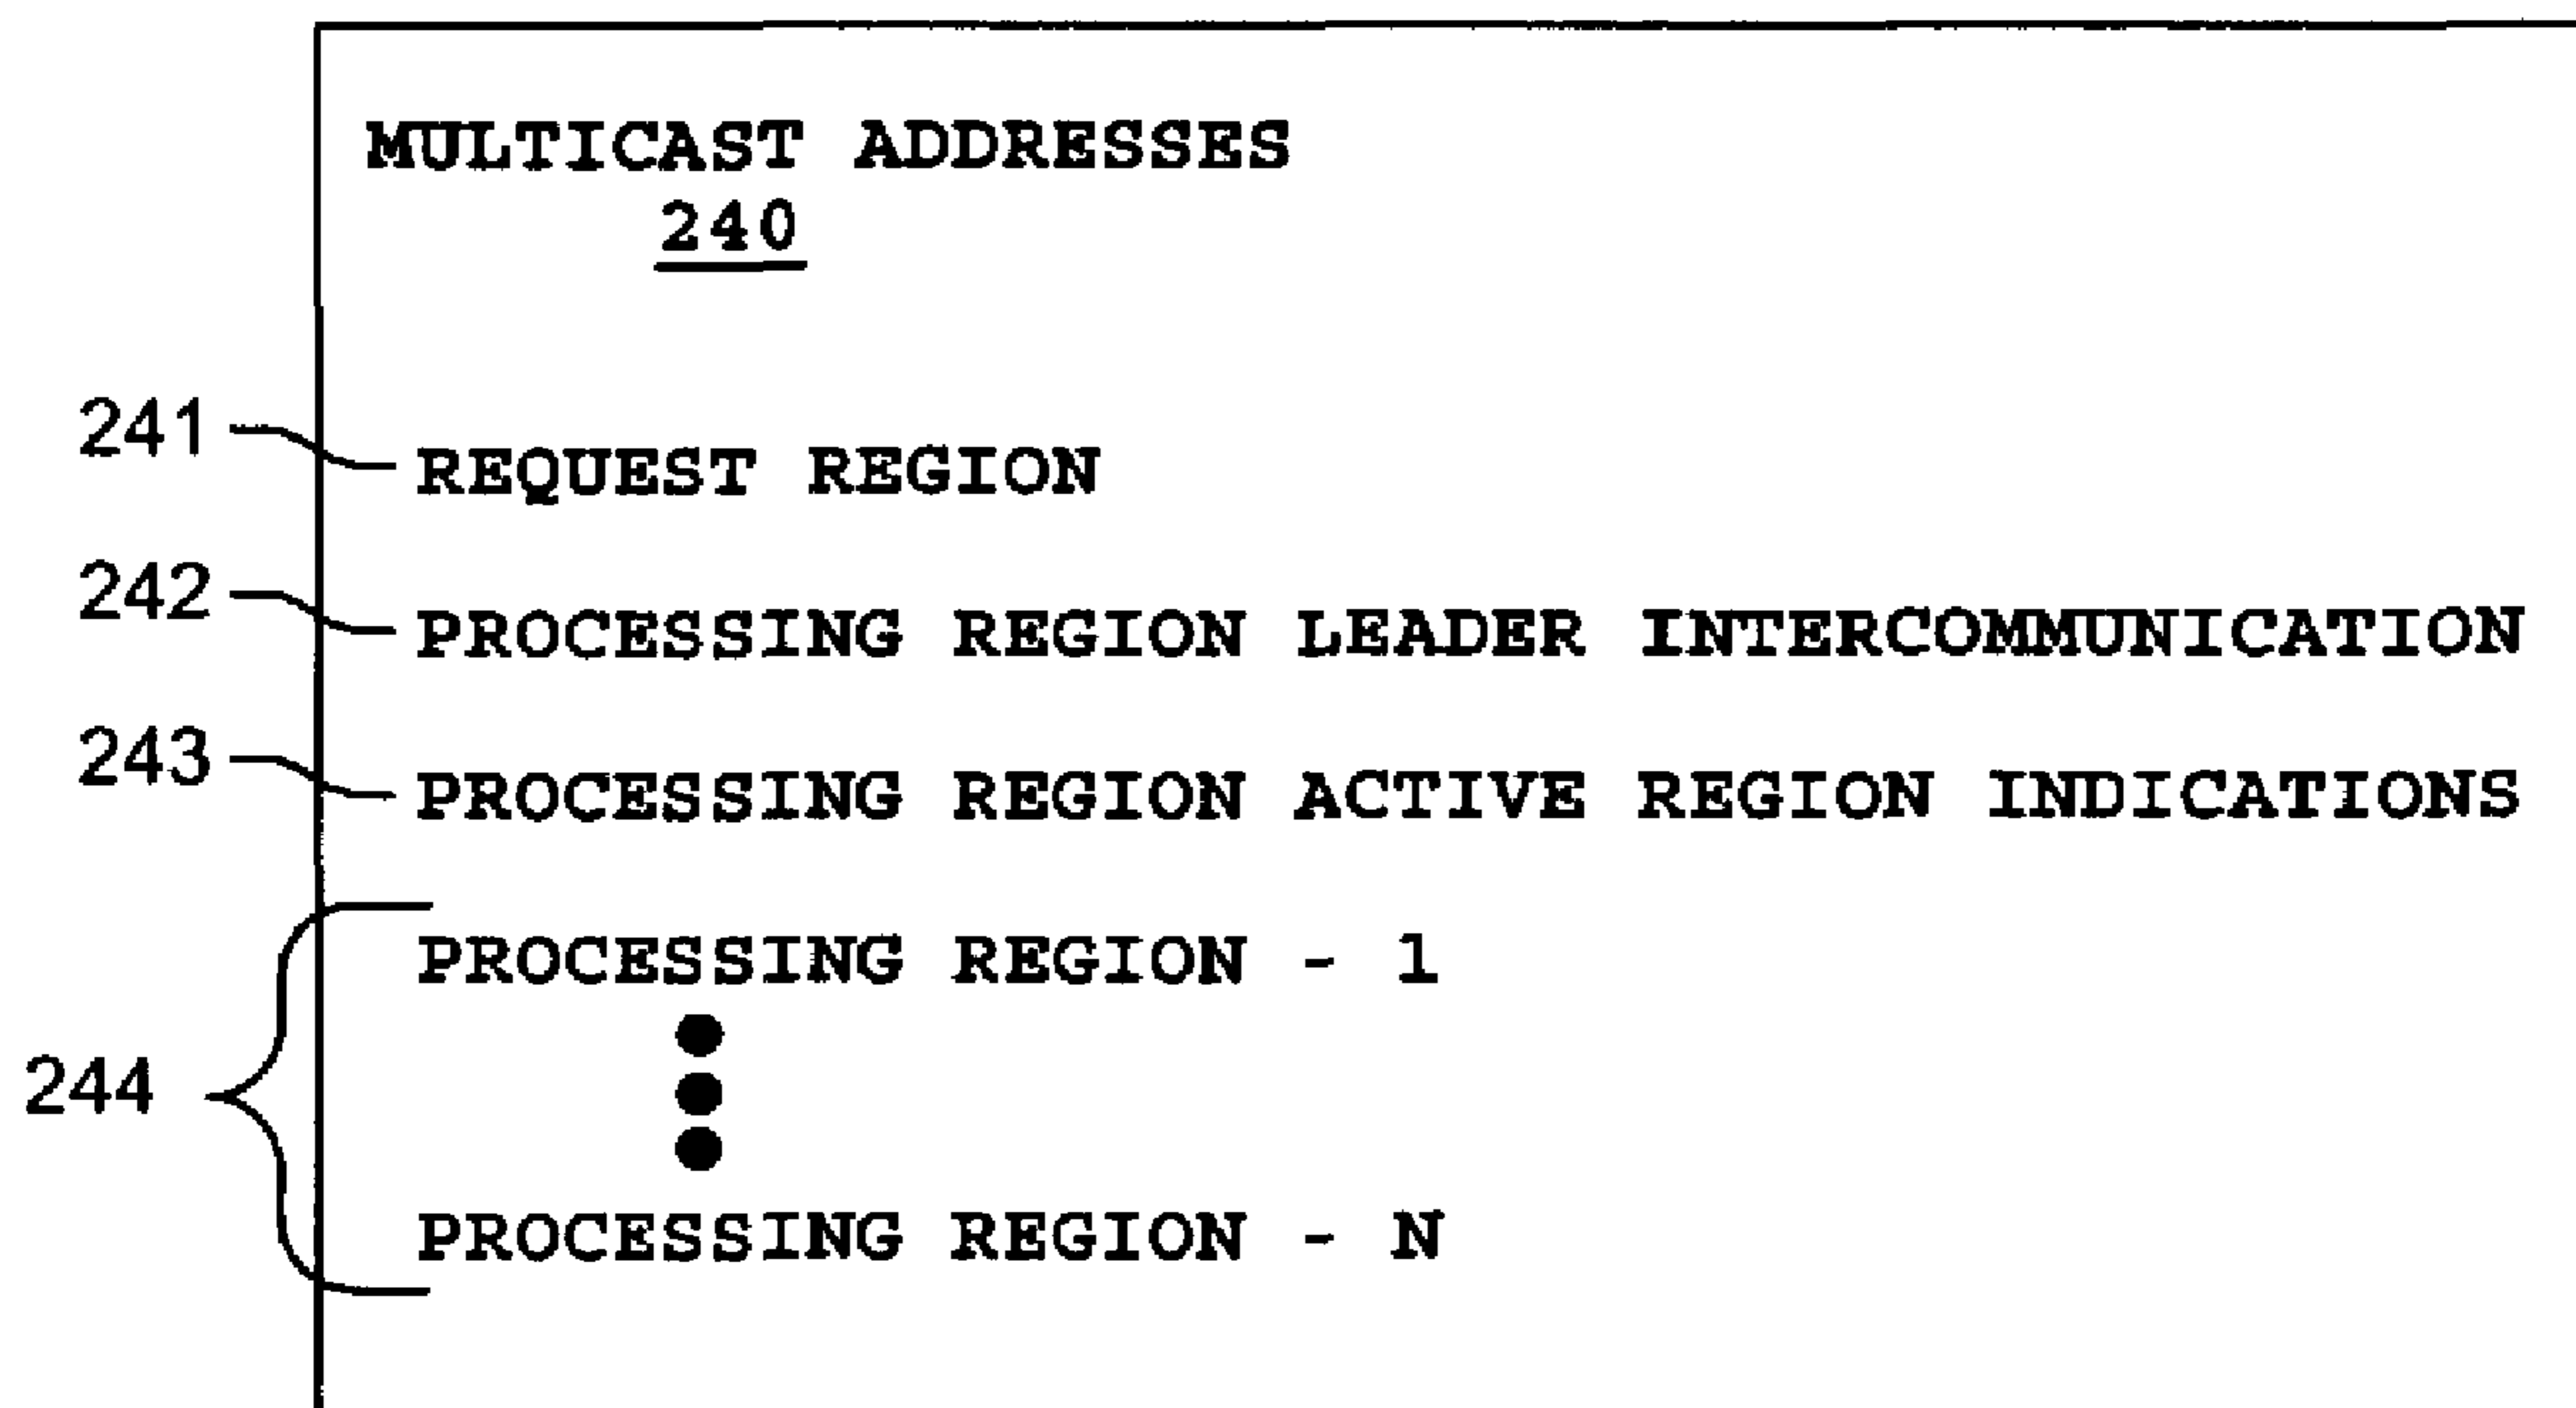 MULTICAST ADDRESSES
240
241 REQUEST REGION
242 PROCESSING REGION LEADER INTERCOMMUNICATION
243 PROCESSING REGION ACTIVE REGION INDICATIONS
PROCESSING REGION - 1
244
PROCESSING REGION - N